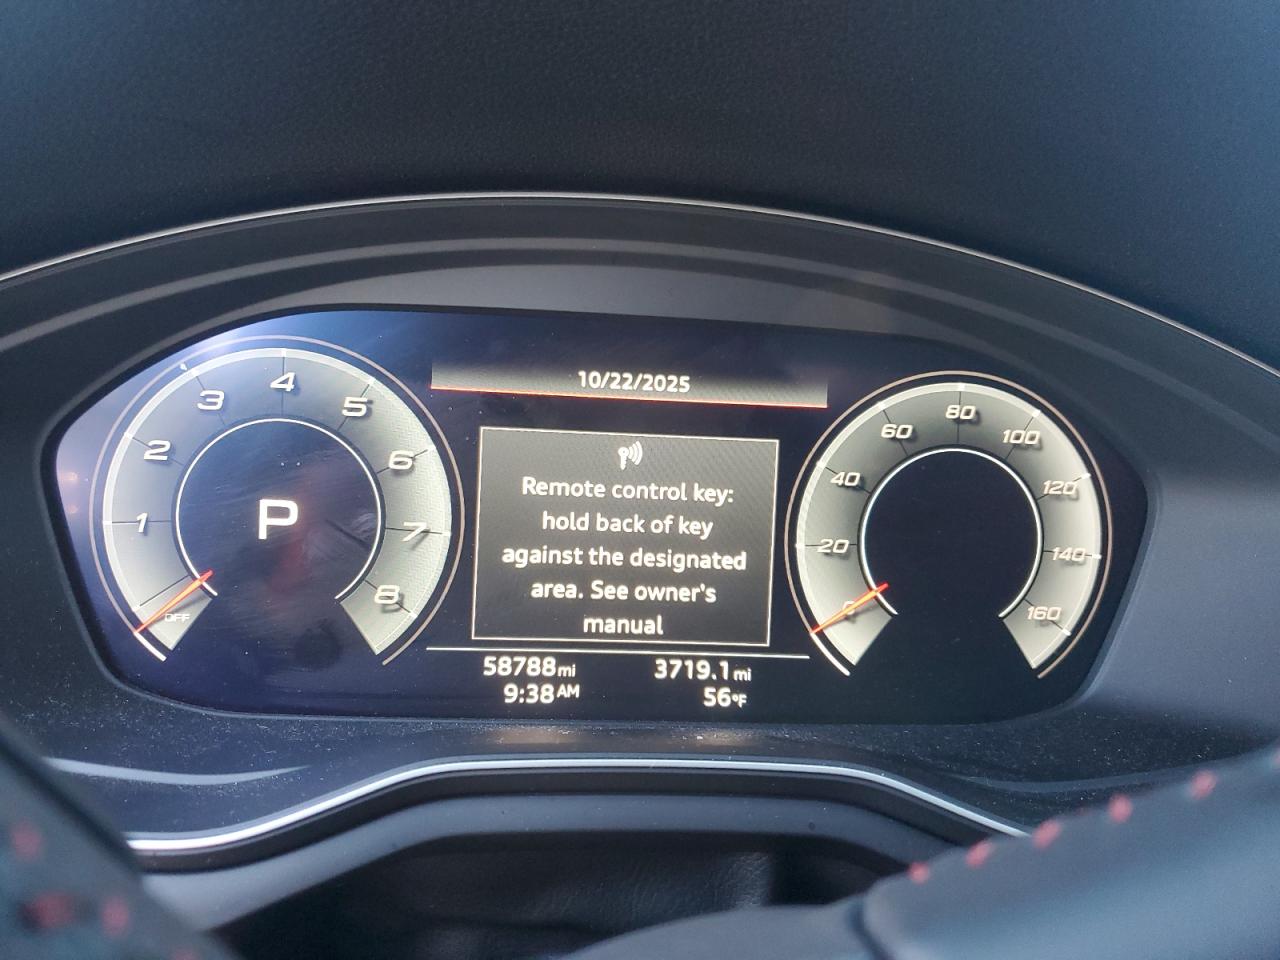 10/22/2025
Remote control key:
hold back of key
against the designated
area. See owner's
manual
58788mi 3719.1mi
9:38AM 56°F
OFF 1 2 3 4 5 6 7 8
P
0 20 40 60 80 100 120 140 160